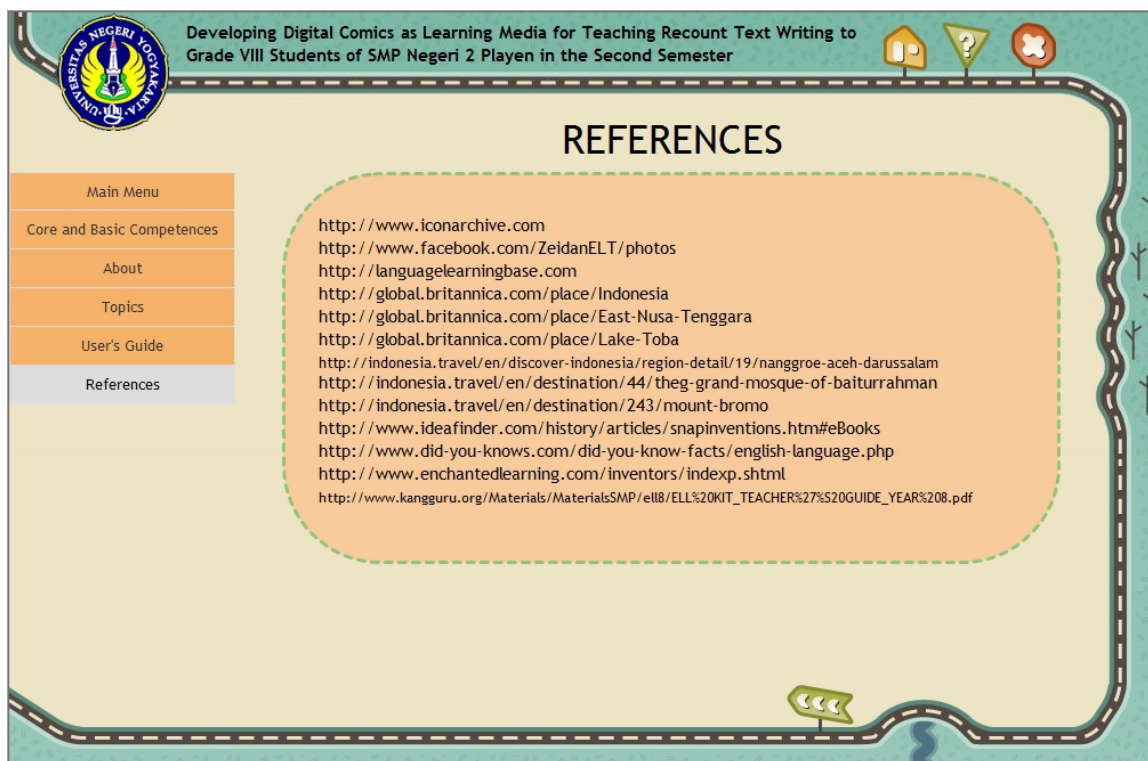 Developing Digital Comics as Learning Media for Teaching Recount Text Writing to
Grade VIII Students of SMP Negeri 2 Playen in the Second Semester
UNIVERSITAS NEGERI YOGYAKARTA
?
REFERENCES
Main Menu
Core and Basic Competences
About
Topics
User's Guide
References
http://www.iconarchive.com
http://www.facebook.com/ZeidanELT/photos
http://languagelearningbase.com
http://global.britannica.com/place/Indonesia
http://global.britannica.com/place/East-Nusa-Tenggara
http://global.britannica.com/place/Lake-Toba
http://indonesia.travel/en/discover-indonesia/region-detail/19/nanggroe-aceh-darussalam
http://indonesia.travel/en/destination/44/theg-grand-mosque-of-baiturrahman
http://indonesia.travel/en/destination/243/mount-bromo
http://www.ideafinder.com/history/articles/snapinventions.htm#eBooks
http://www.did-you-knows.com/did-you-know-facts/english-language.php
http://www.enchantedlearning.com/inventors/indexp.shtml
http://www.kangguru.org/Materials/MaterialsSMP/ell8/ELL%20KIT_TEACHER%27%S20GUIDE_YEAR%208.pdf